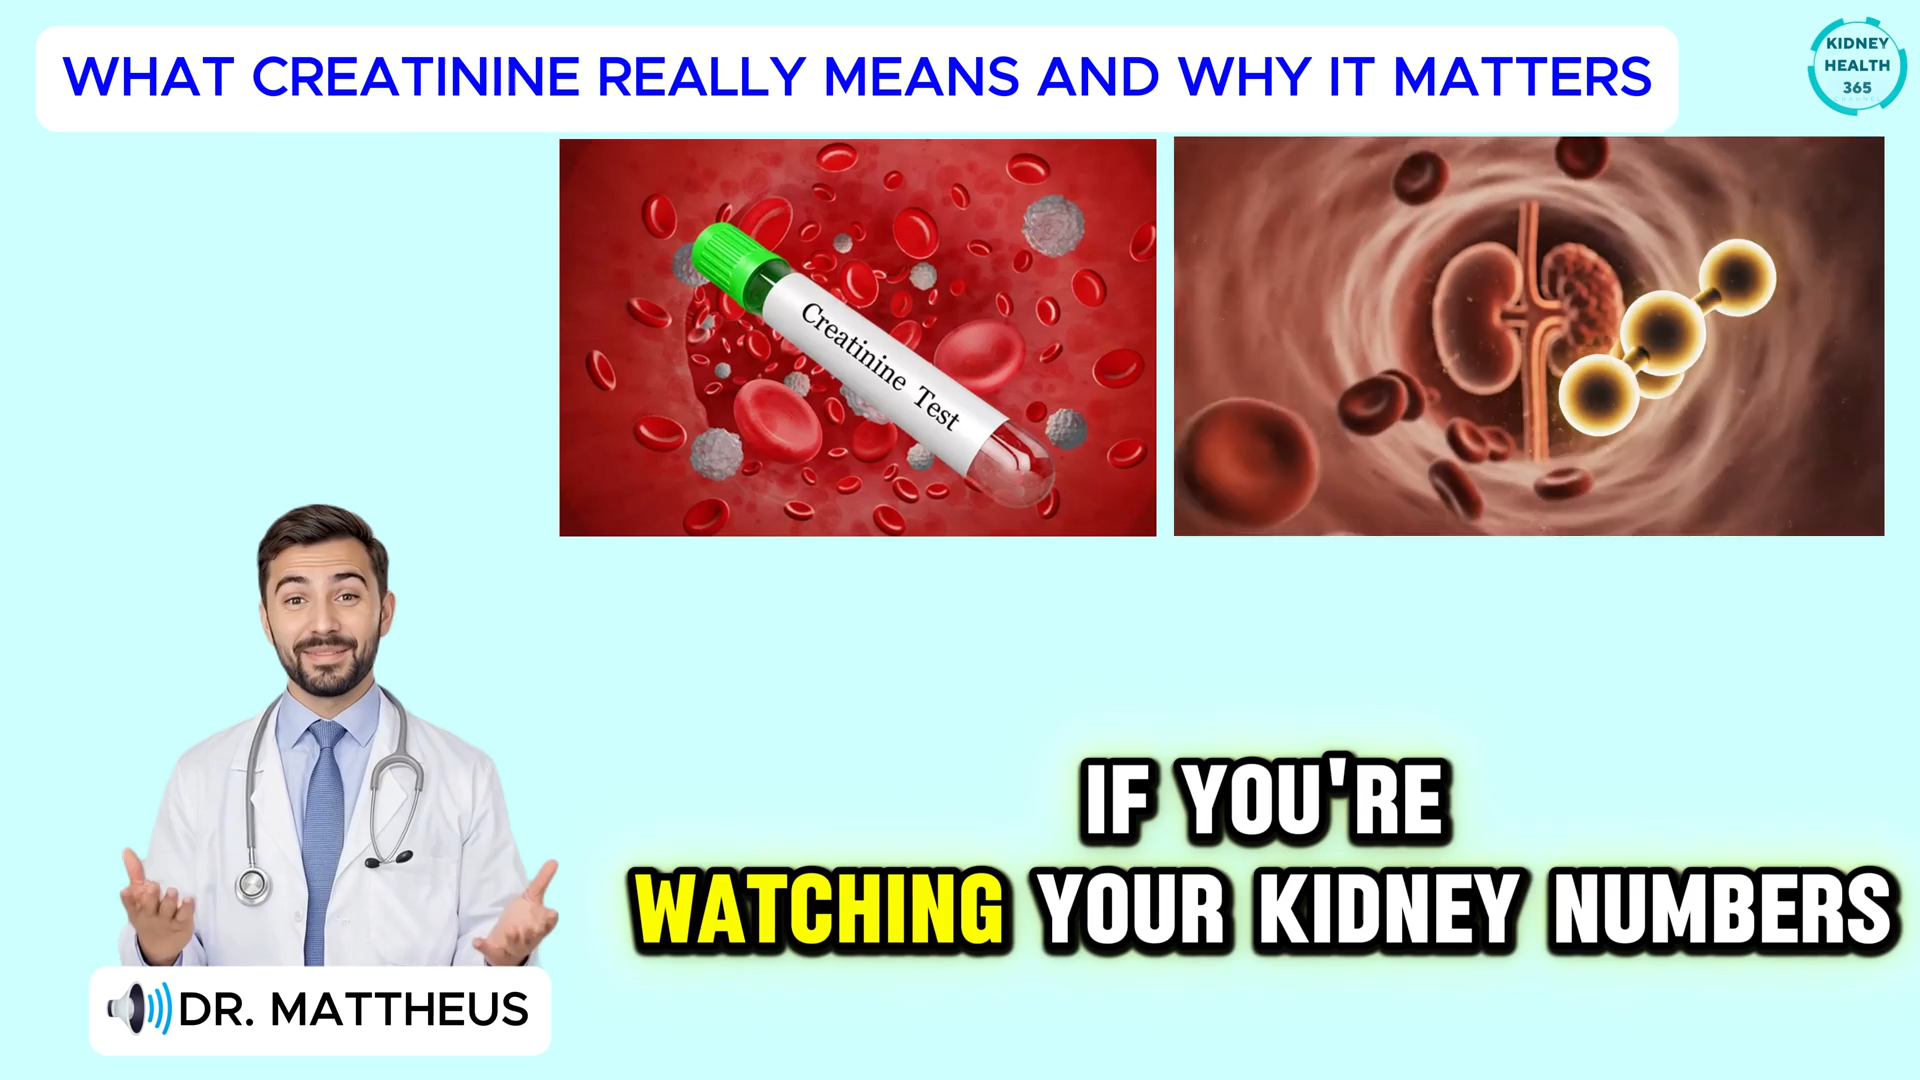 WHAT CREATININE REALLY MEANS AND WHY IT MATTERS
KIDNEY
HEALTH
365
CHANNEL
Creatinine Test
IF YOU'RE
WATCHING YOUR KIDNEY NUMBERS
DR. MATTHEUS